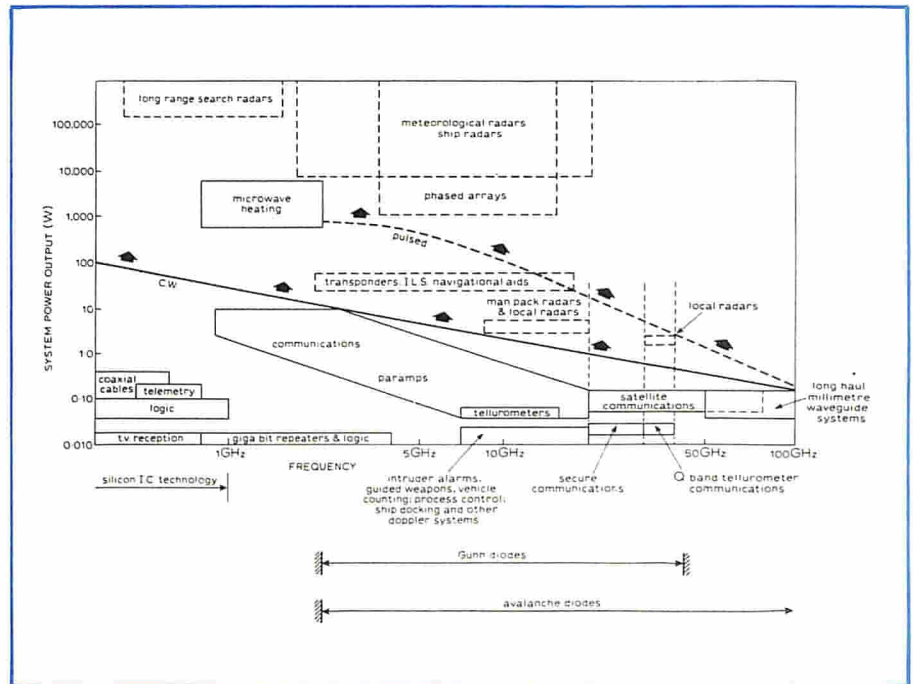 long range search radars
100,000
meteorological radars
ship radars
10,000
microwave
heating
phased arrays
1,000
pulsed
SYSTEM POWER OUTPUT (W)
100
C.W.
transponders. I.L.S. navigational aids
man pack radars
& local radars
local radars
10
communications
1·0
paramps
coaxial
cables
telemetry
satellite
communications
long haul
millimetre
waveguide
systems
0·10
logic
tellurometers
t.v. reception
giga bit repeaters & logic
0·010
1GHz
5GHz
10GHz
50GHz
100GHz
FREQUENCY
silicon I.C technology
intruder alarms,
guided weapons, vehicle
counting; process control;
ship docking and other
doppler systems
secure
communications
Q band tellurometer
communications
Gunn diodes
avalanche diodes